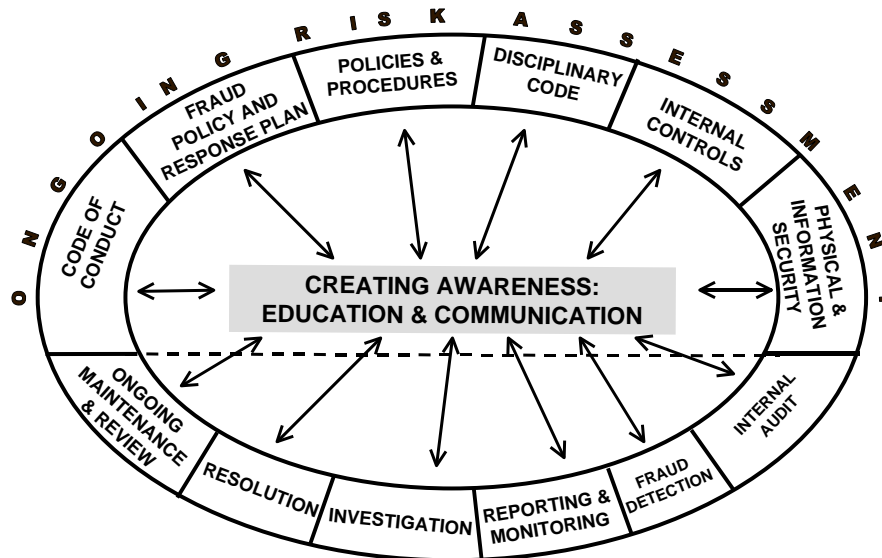 ONGOING RISK ASSESSMENT
CODE OF
CONDUCT
FRAUD
POLICY AND
RESPONSE PLAN
POLICIES &
PROCEDURES
DISCIPLINARY
CODE
INTERNAL
CONTROLS
PHYSICAL &
INFORMATION
SECURITY
CREATING AWARENESS:
EDUCATION & COMMUNICATION
ONGOING
MAINTENANCE
& REVIEW
RESOLUTION
INVESTIGATION
REPORTING &
MONITORING
FRAUD
DETECTION
INTERNAL
AUDIT